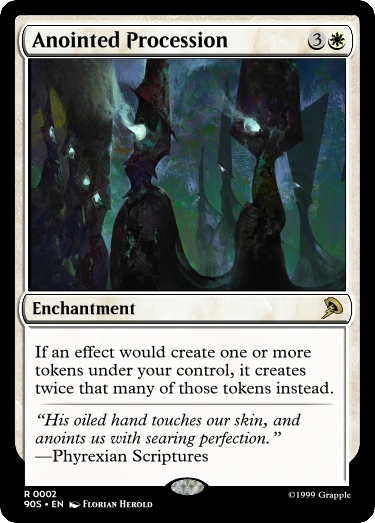 Anointed Procession 3
Enchantment
If an effect would create one or more
tokens under your control, it creates
twice that many of those tokens instead.
“His oiled hand touches our skin, and
anoints us with searing perfection.”
—Phyrexian Scriptures
R 0002
90S • EN Florian Herold
©1999 Grapple